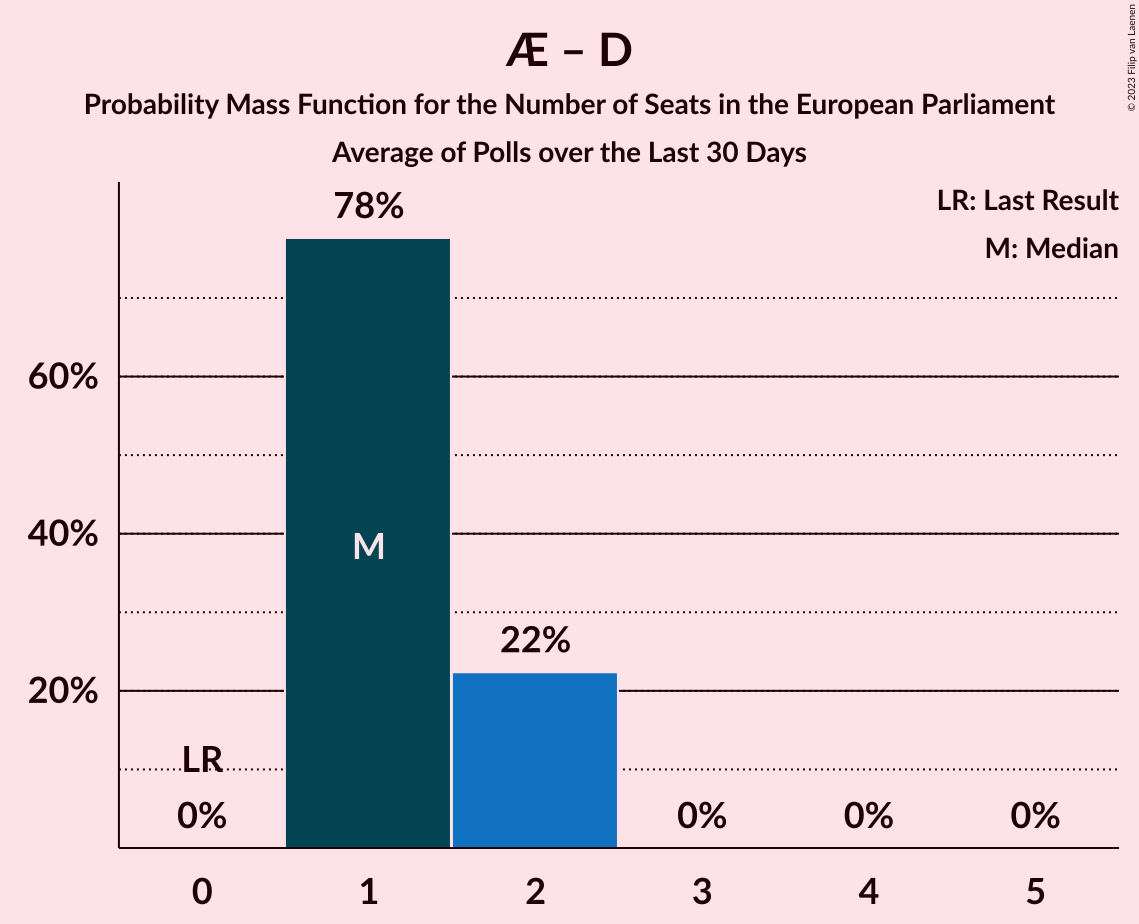 Æ – D
Probability Mass Function for the Number of Seats in the European Parliament
Average of Polls over the Last 30 Days
© 2023 Filip van Laenen
LR: Last Result
M: Median
78%
60%
40%
M
22%
20%
LR
0%
0%
0%
0%
0
1
2
3
4
5